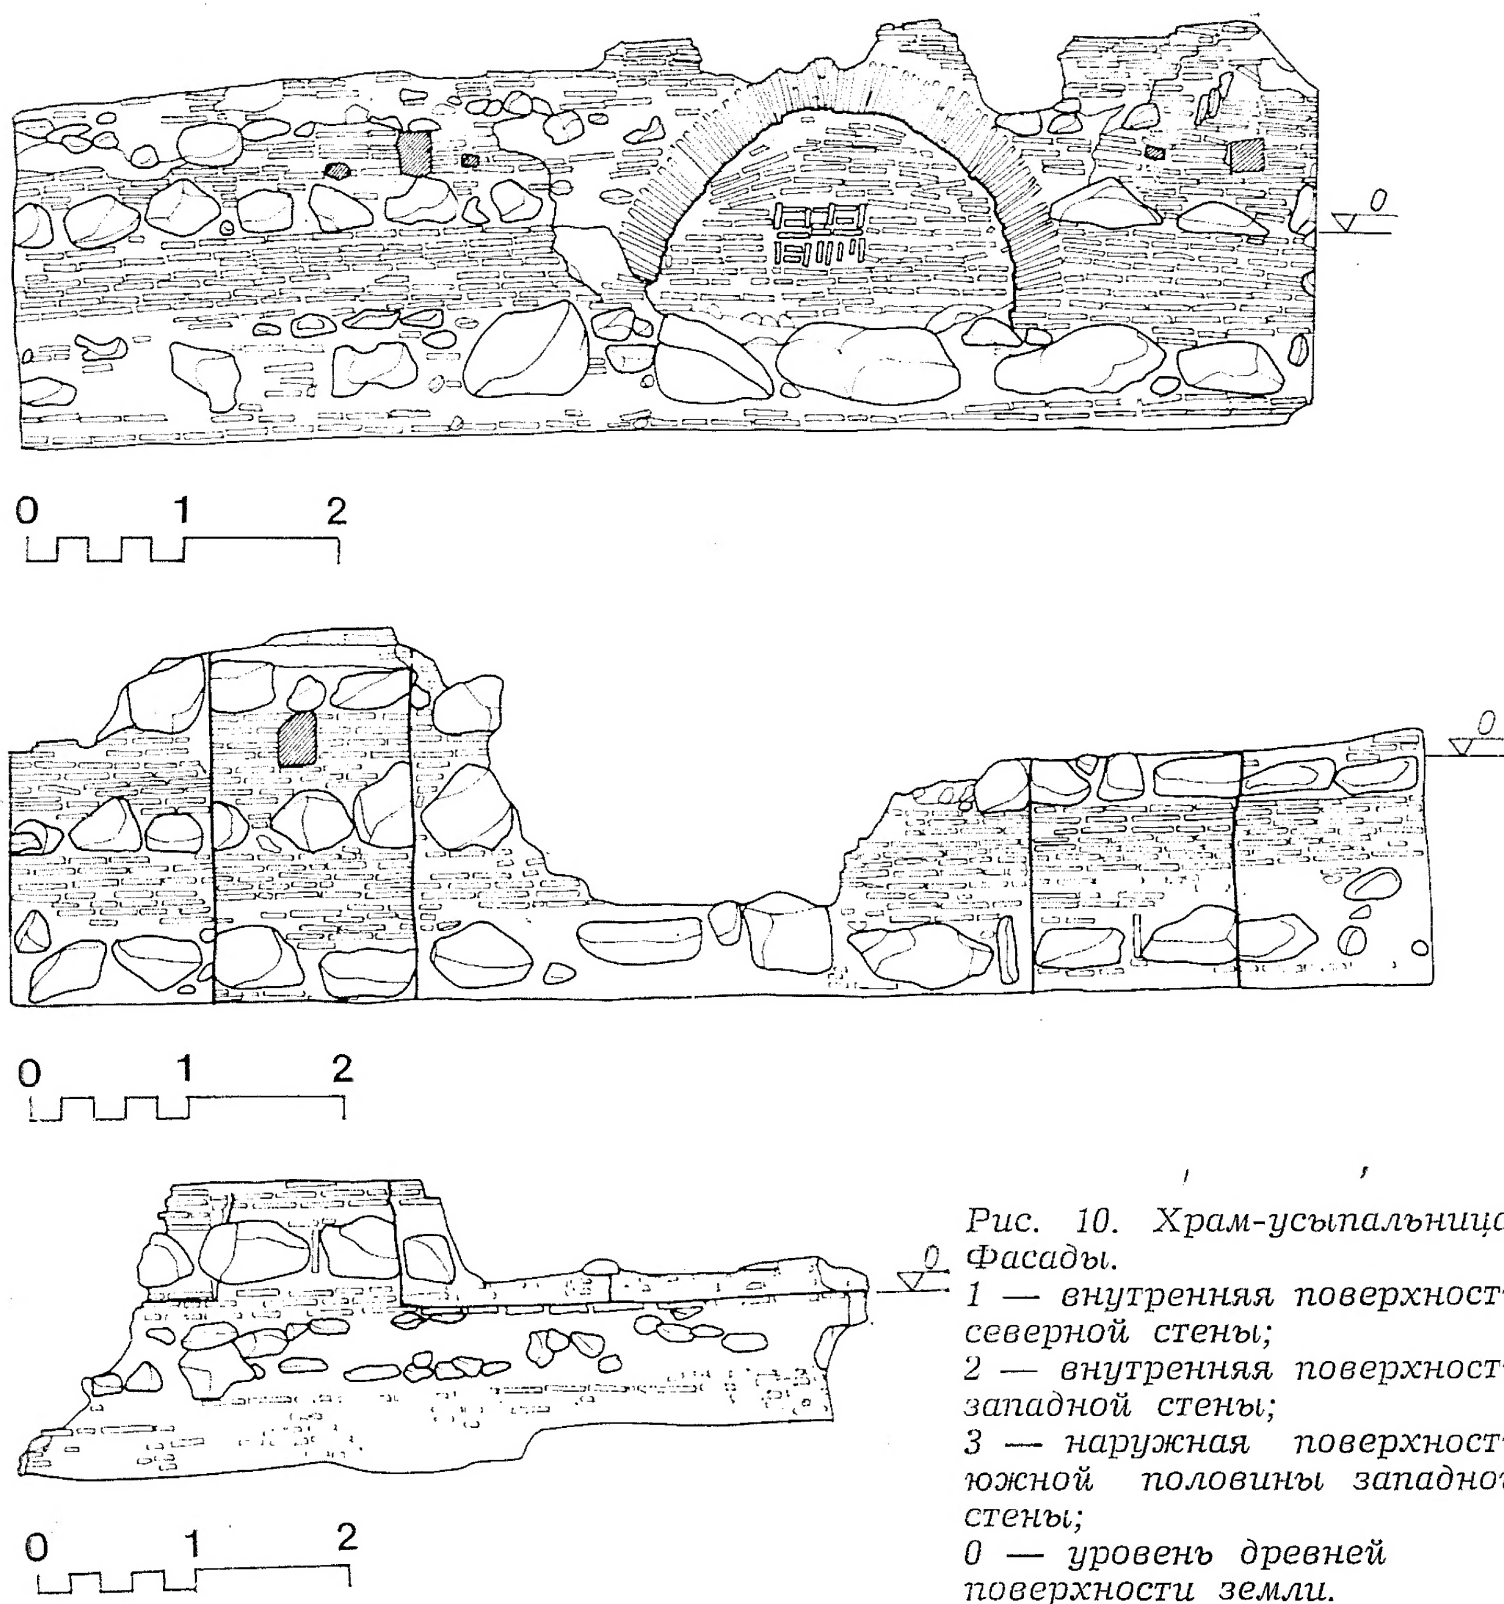 0
0 1 2
0
0 1 2
0
Рис. 10. Храм-усыпальница
Фасады.
1 — внутренняя поверхност
северной стены;
2 — внутренняя поверхност
западной стены;
3 — наружная поверхност
южной половины западно
стены;
0 — уровень древней
поверхности земли.
0 1 2